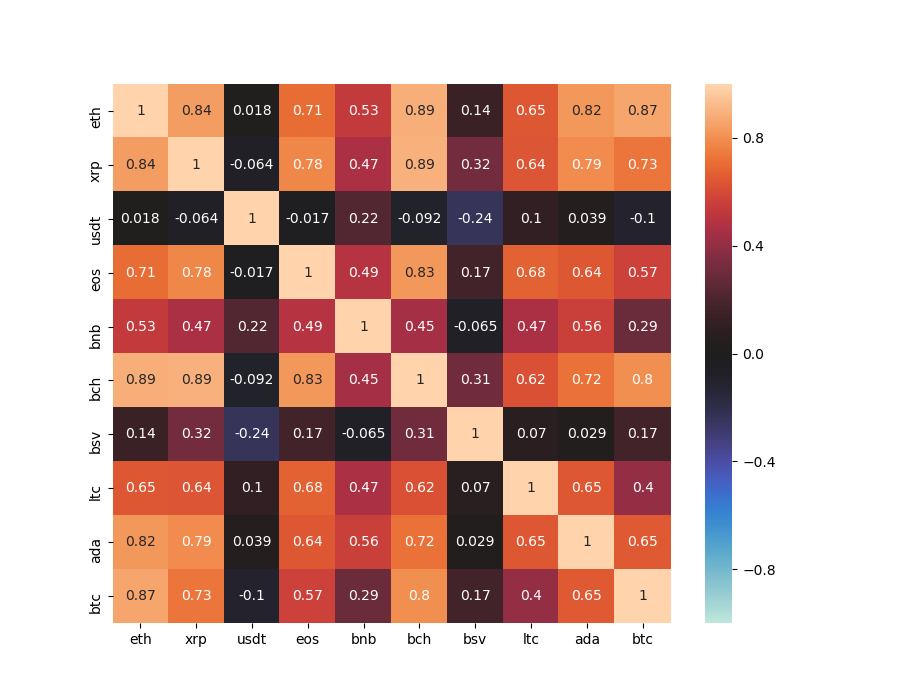 eth 1 0.84 0.018 0.71 0.53 0.89 0.14 0.65 0.82 0.87
0.8
xrp 0.84 1 -0.064 0.78 0.47 0.89 0.32 0.64 0.79 0.73
usdt 0.018 -0.064 1 -0.017 0.22 -0.092 -0.24 0.1 0.039 -0.1
0.4
eos 0.71 0.78 -0.017 1 0.49 0.83 0.17 0.68 0.64 0.57
bnb 0.53 0.47 0.22 0.49 1 0.45 -0.065 0.47 0.56 0.29
0.0
bch 0.89 0.89 -0.092 0.83 0.45 1 0.31 0.62 0.72 0.8
bsv 0.14 0.32 -0.24 0.17 -0.065 0.31 1 0.07 0.029 0.17
−0.4
ltc 0.65 0.64 0.1 0.68 0.47 0.62 0.07 1 0.65 0.4
ada 0.82 0.79 0.039 0.64 0.56 0.72 0.029 0.65 1 0.65
−0.8
btc 0.87 0.73 -0.1 0.57 0.29 0.8 0.17 0.4 0.65 1
eth xrp usdt eos bnb bch bsv ltc ada btc